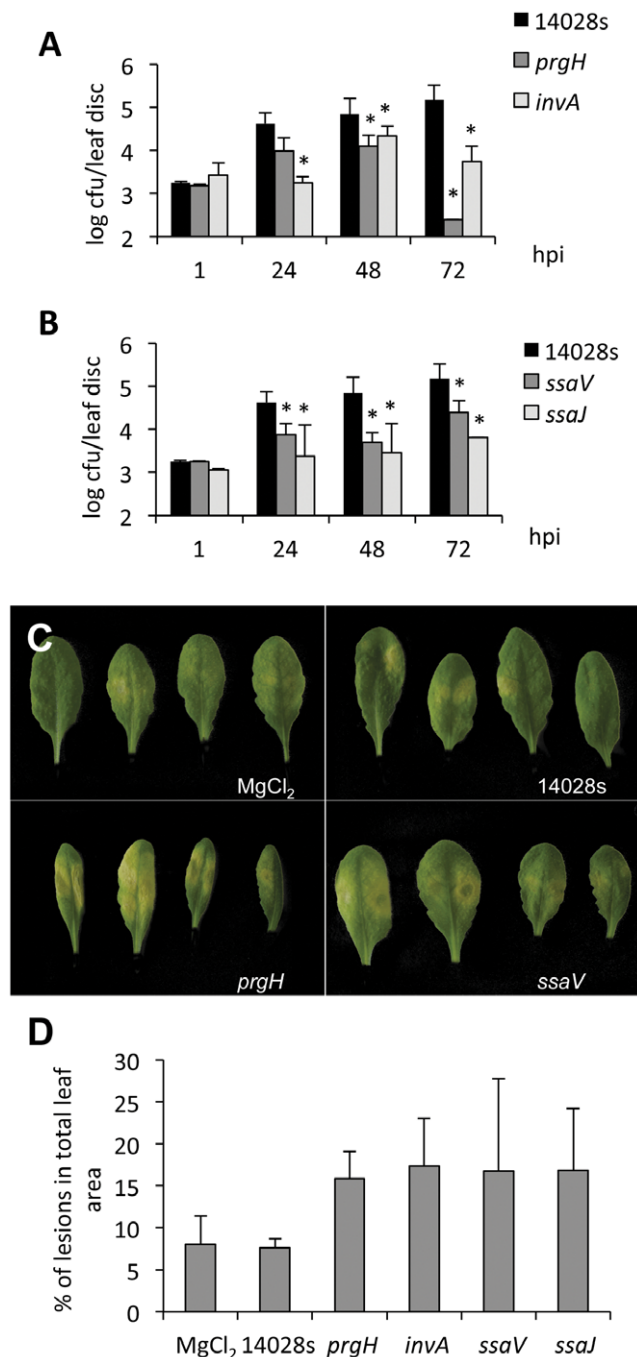 A
14028s
prgH
invA
log cfu/leaf disc
6
5
4
3
2
* * * * *
1 24 48 72 hpi
B
14028s
ssaV
ssaJ
log cfu/leaf disc
6
5
4
3
2
* * * * * *
1 24 48 72 hpi
C
MgCl₂ 14028s
prgH ssaV
D
% of lesions in total leaf
area
30
25
20
15
10
5
0
MgCl₂ 14028s prgH invA ssaV ssaJ